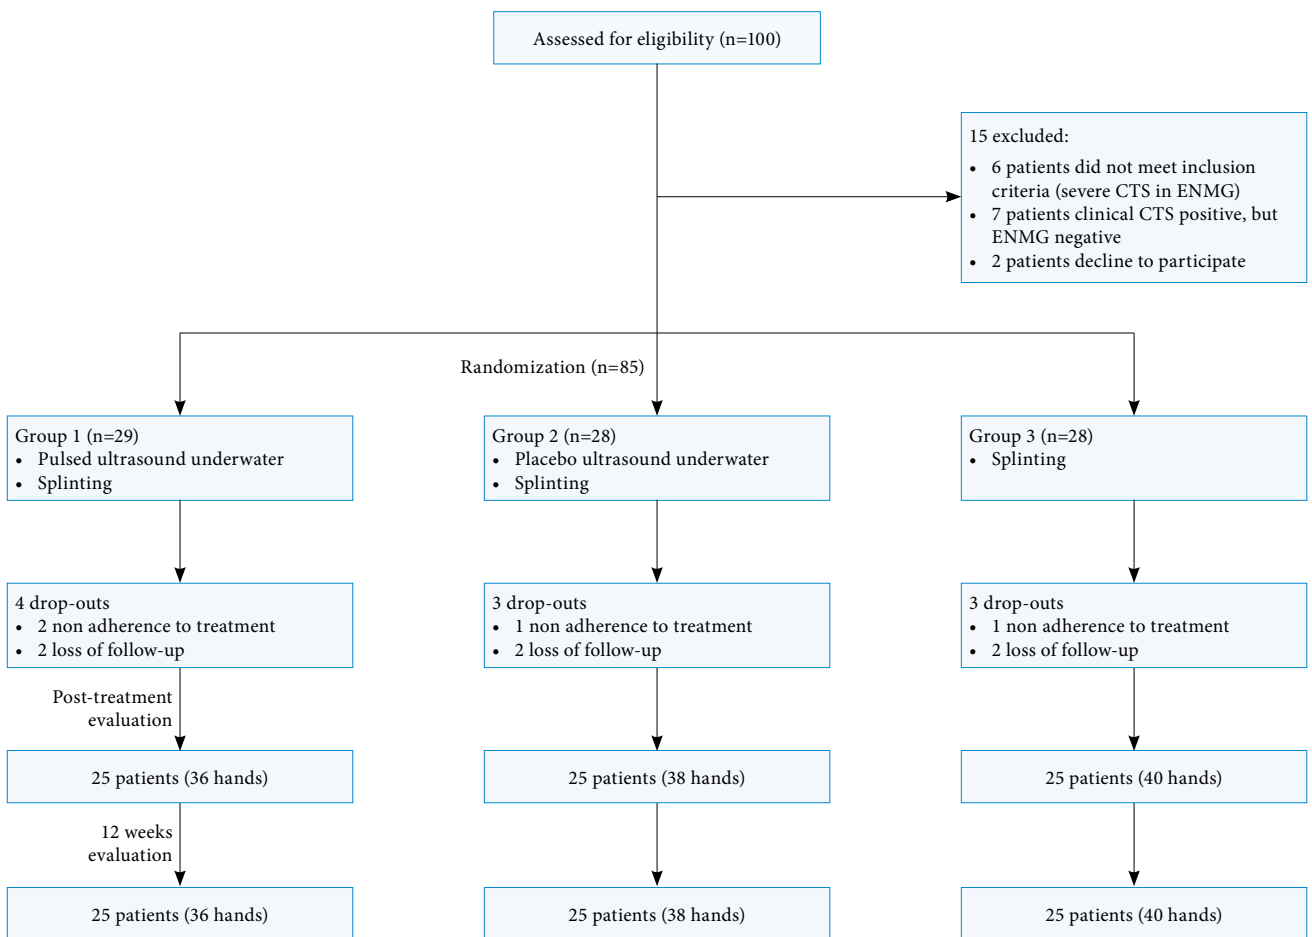 Assessed for eligibility (n=100)
15 excluded:
• 6 patients did not meet inclusion
criteria (severe CTS in ENMG)
• 7 patients clinical CTS positive, but
ENMG negative
• 2 patients decline to participate
Randomization (n=85)
Group 1 (n=29)
• Pulsed ultrasound underwater
• Splinting
Group 2 (n=28)
• Placebo ultrasound underwater
• Splinting
Group 3 (n=28)
• Splinting
4 drop-outs
• 2 non adherence to treatment
• 2 loss of follow-up
3 drop-outs
• 1 non adherence to treatment
• 2 loss of follow-up
3 drop-outs
• 1 non adherence to treatment
• 2 loss of follow-up
Post-treatment
evaluation
25 patients (36 hands)
25 patients (38 hands)
25 patients (40 hands)
12 weeks
evaluation
25 patients (36 hands)
25 patients (38 hands)
25 patients (40 hands)